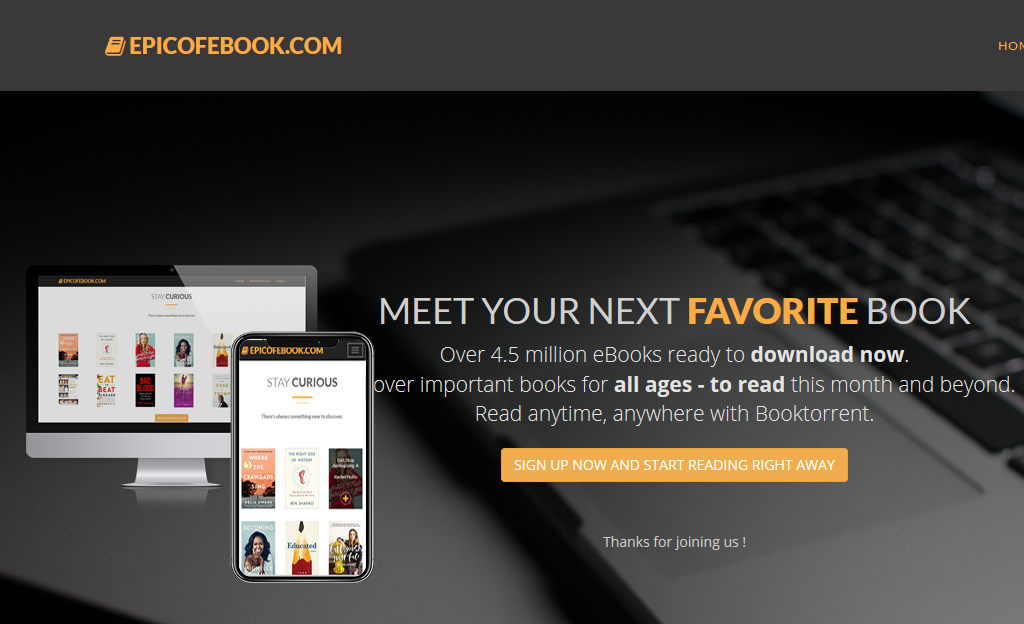 EPICOFEBOOK.COM
HOM
MEET YOUR NEXT FAVORITE BOOK
Over 4.5 million eBooks ready to download now.
over important books for all ages - to read this month and beyond.
Read anytime, anywhere with Booktorrent.
SIGN UP NOW AND START READING RIGHT AWAY
Thanks for joining us !
EPICOFEBOOK.COM
STAY CURIOUS
There's always something new to discover.
EAT
BEAT
BAD
BLOOD
EPICOFEBOOK.COM
STAY CURIOUS
There's always something new to discover.
WHERE
THE
CRAWDADS
SING
DELIA OWENS
THE RIGHT SIDE
OF HISTORY
BEN SHAPIRO
Girl, Stop
Apologizing
Rachel Hollis
BECOMING
Educated